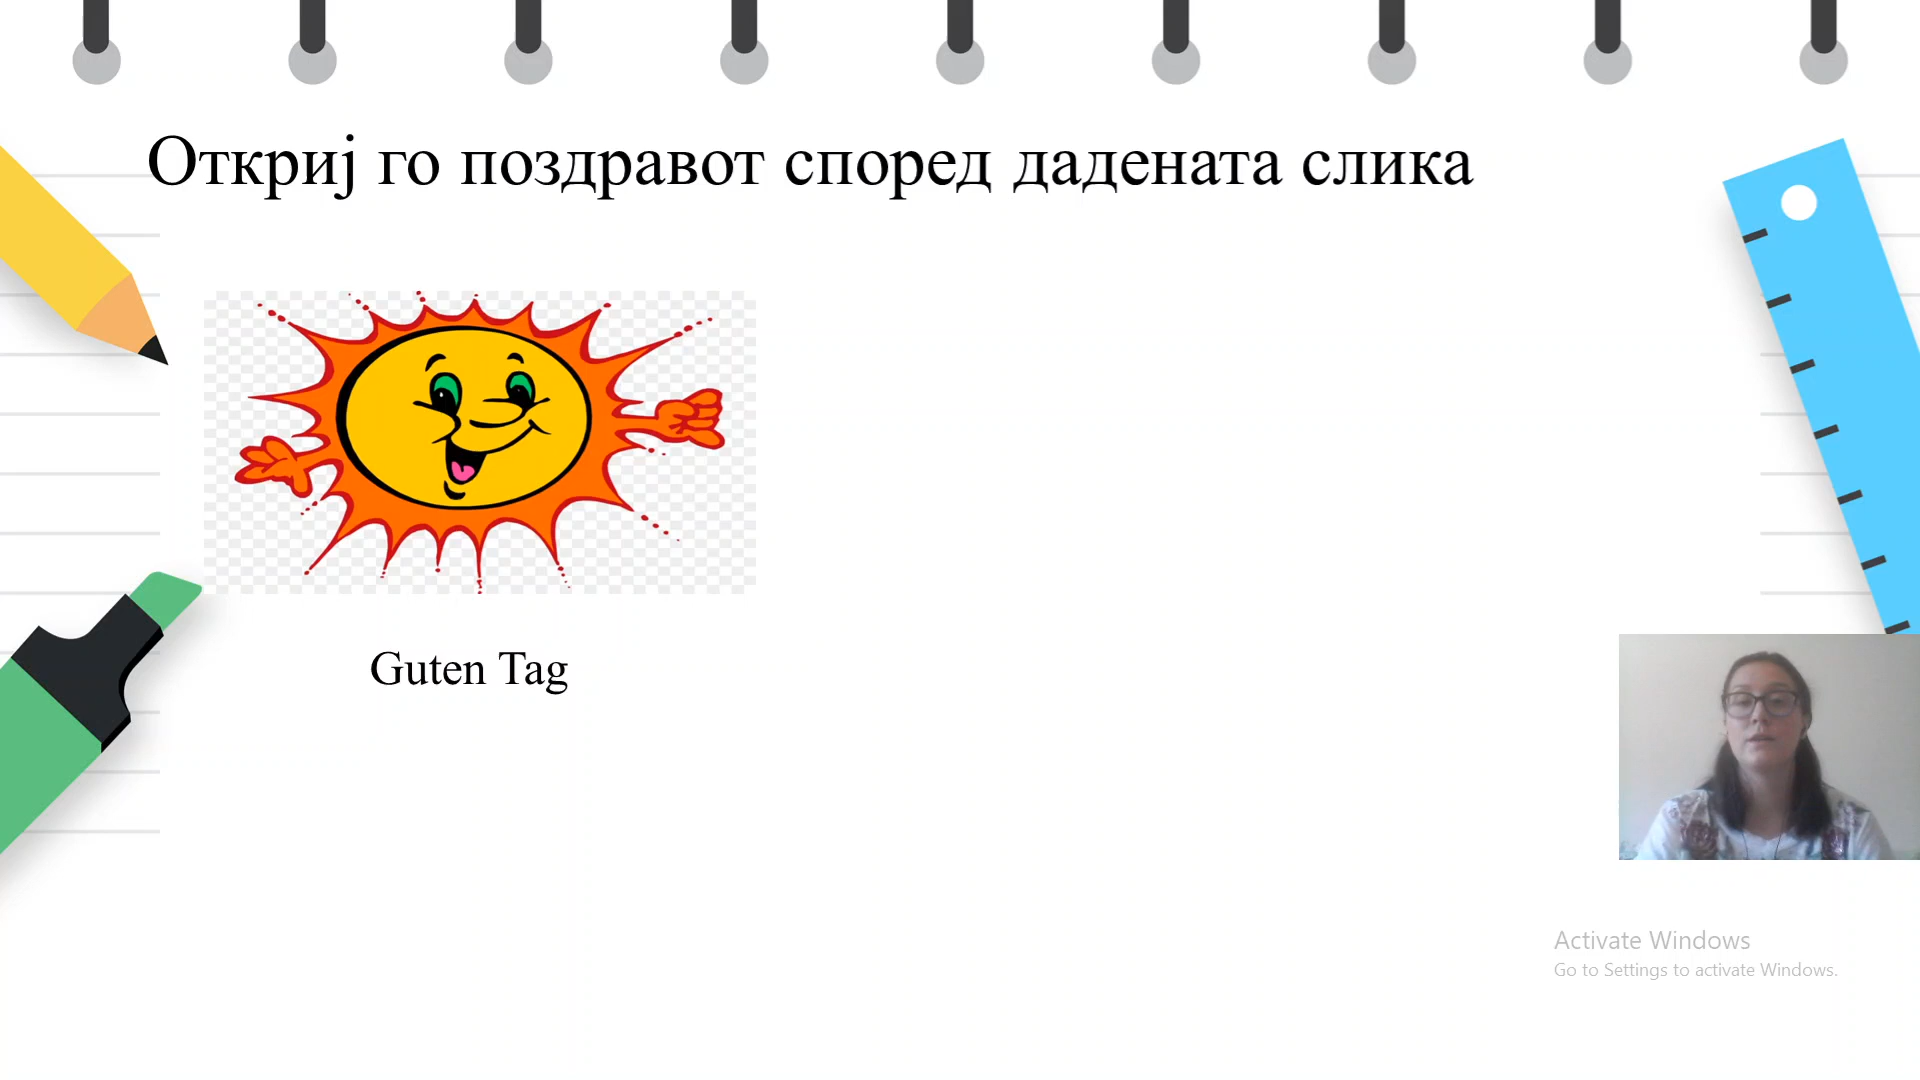 Откриј го поздравот според дадената слика
Guten Tag
Activate Windows
Go to Settings to activate Windows.